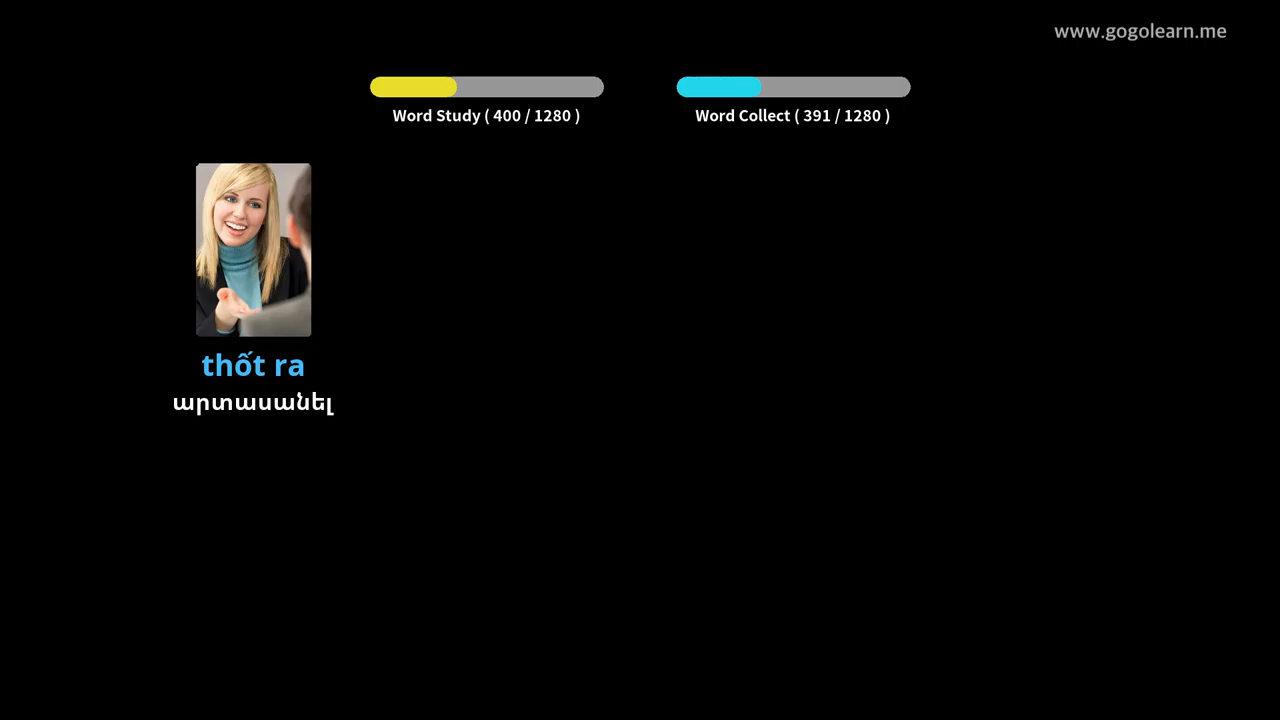 www.gogolearn.me
Word Study ( 400 / 1280 )
Word Collect ( 391 / 1280 )
thốt ra
արտասանել